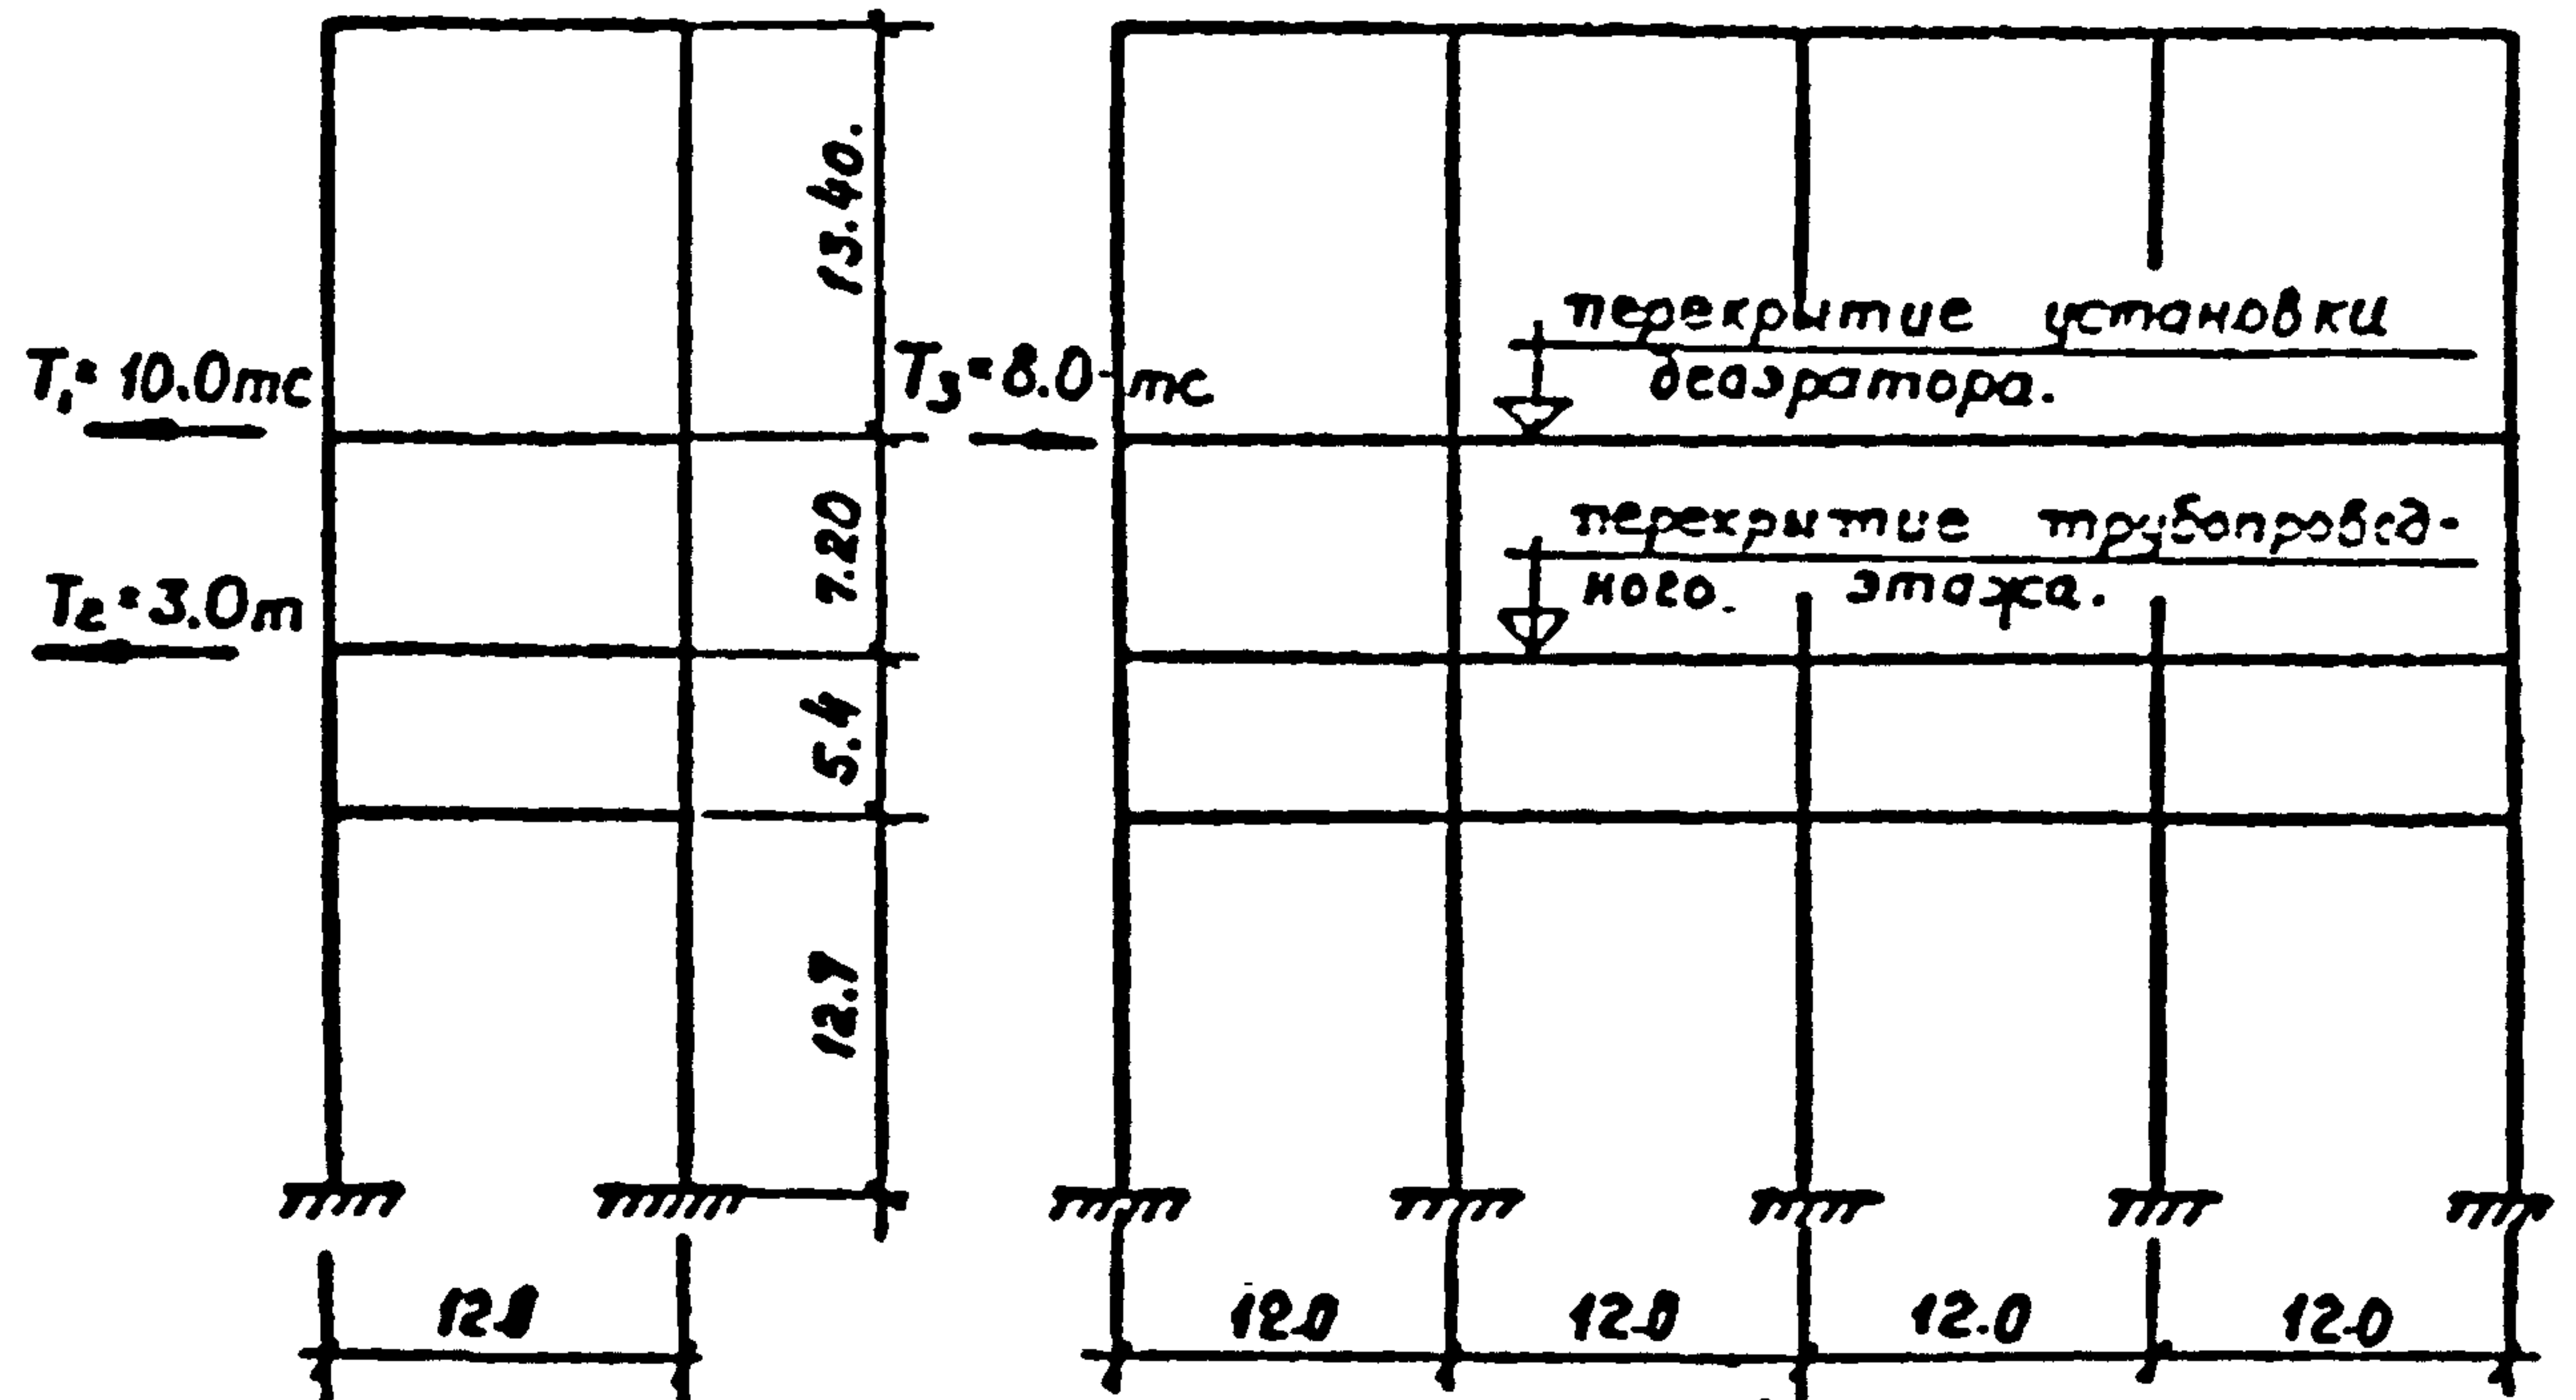 13.40.
T₁= 10.0тс
T₃=8.0 тс
перекрытие установки
деаэратора.
7.20
перекрытие трубопровод-
ного. этажа.
T₂=3.0т
5.4
12.7
12.0
12.0
12.0
12.0
12.0